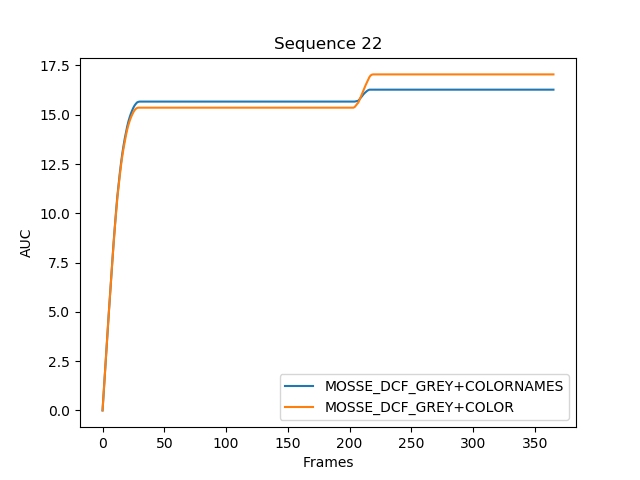 Sequence 22
17.5
15.0
12.5
10.0
7.5
5.0
2.5
0.0
AUC
0 50 100 150 200 250 300 350
Frames
MOSSE_DCF_GREY+COLORNAMES
MOSSE_DCF_GREY+COLOR